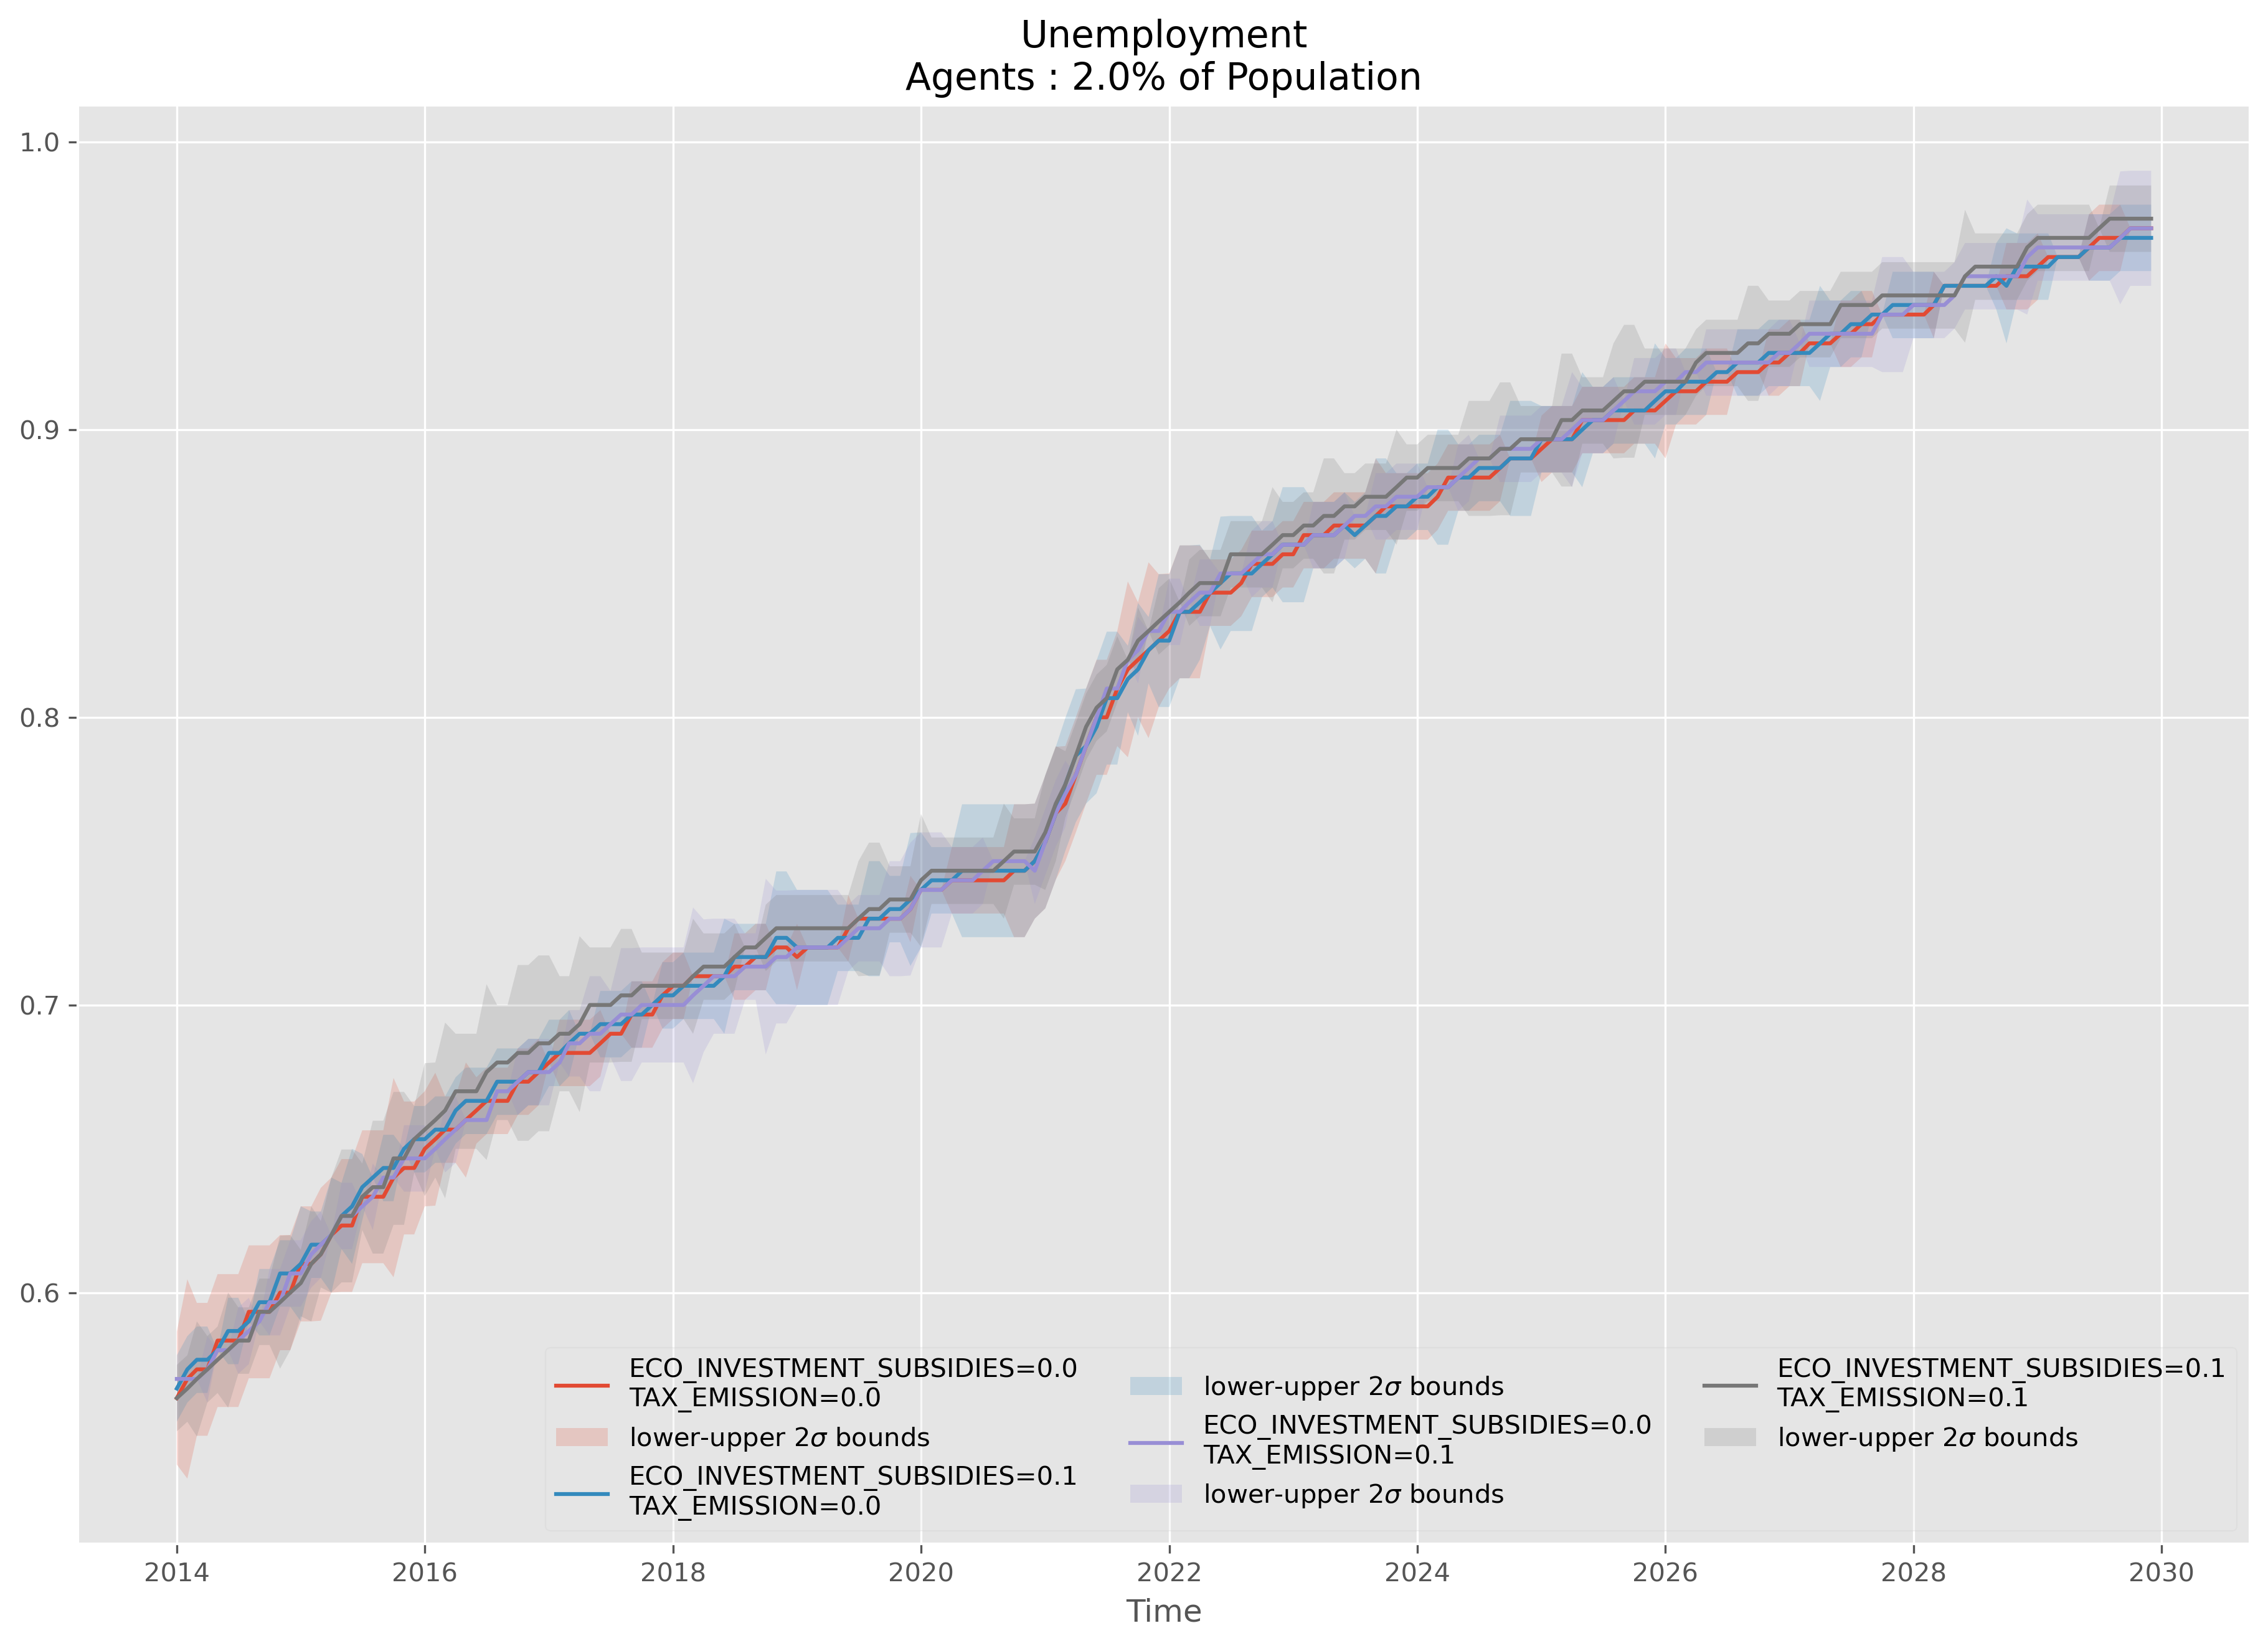 Unemployment
Agents : 2.0% of Population
1.0
0.9
0.8
0.7
0.6
ECO_INVESTMENT_SUBSIDIES=0.0
TAX_EMISSION=0.0
lower-upper 2σ bounds
ECO_INVESTMENT_SUBSIDIES=0.1
TAX_EMISSION=0.0
lower-upper 2σ bounds
ECO_INVESTMENT_SUBSIDIES=0.0
TAX_EMISSION=0.1
lower-upper 2σ bounds
ECO_INVESTMENT_SUBSIDIES=0.1
TAX_EMISSION=0.1
lower-upper 2σ bounds
2014 2016 2018 2020 2022 2024 2026 2028 2030
Time